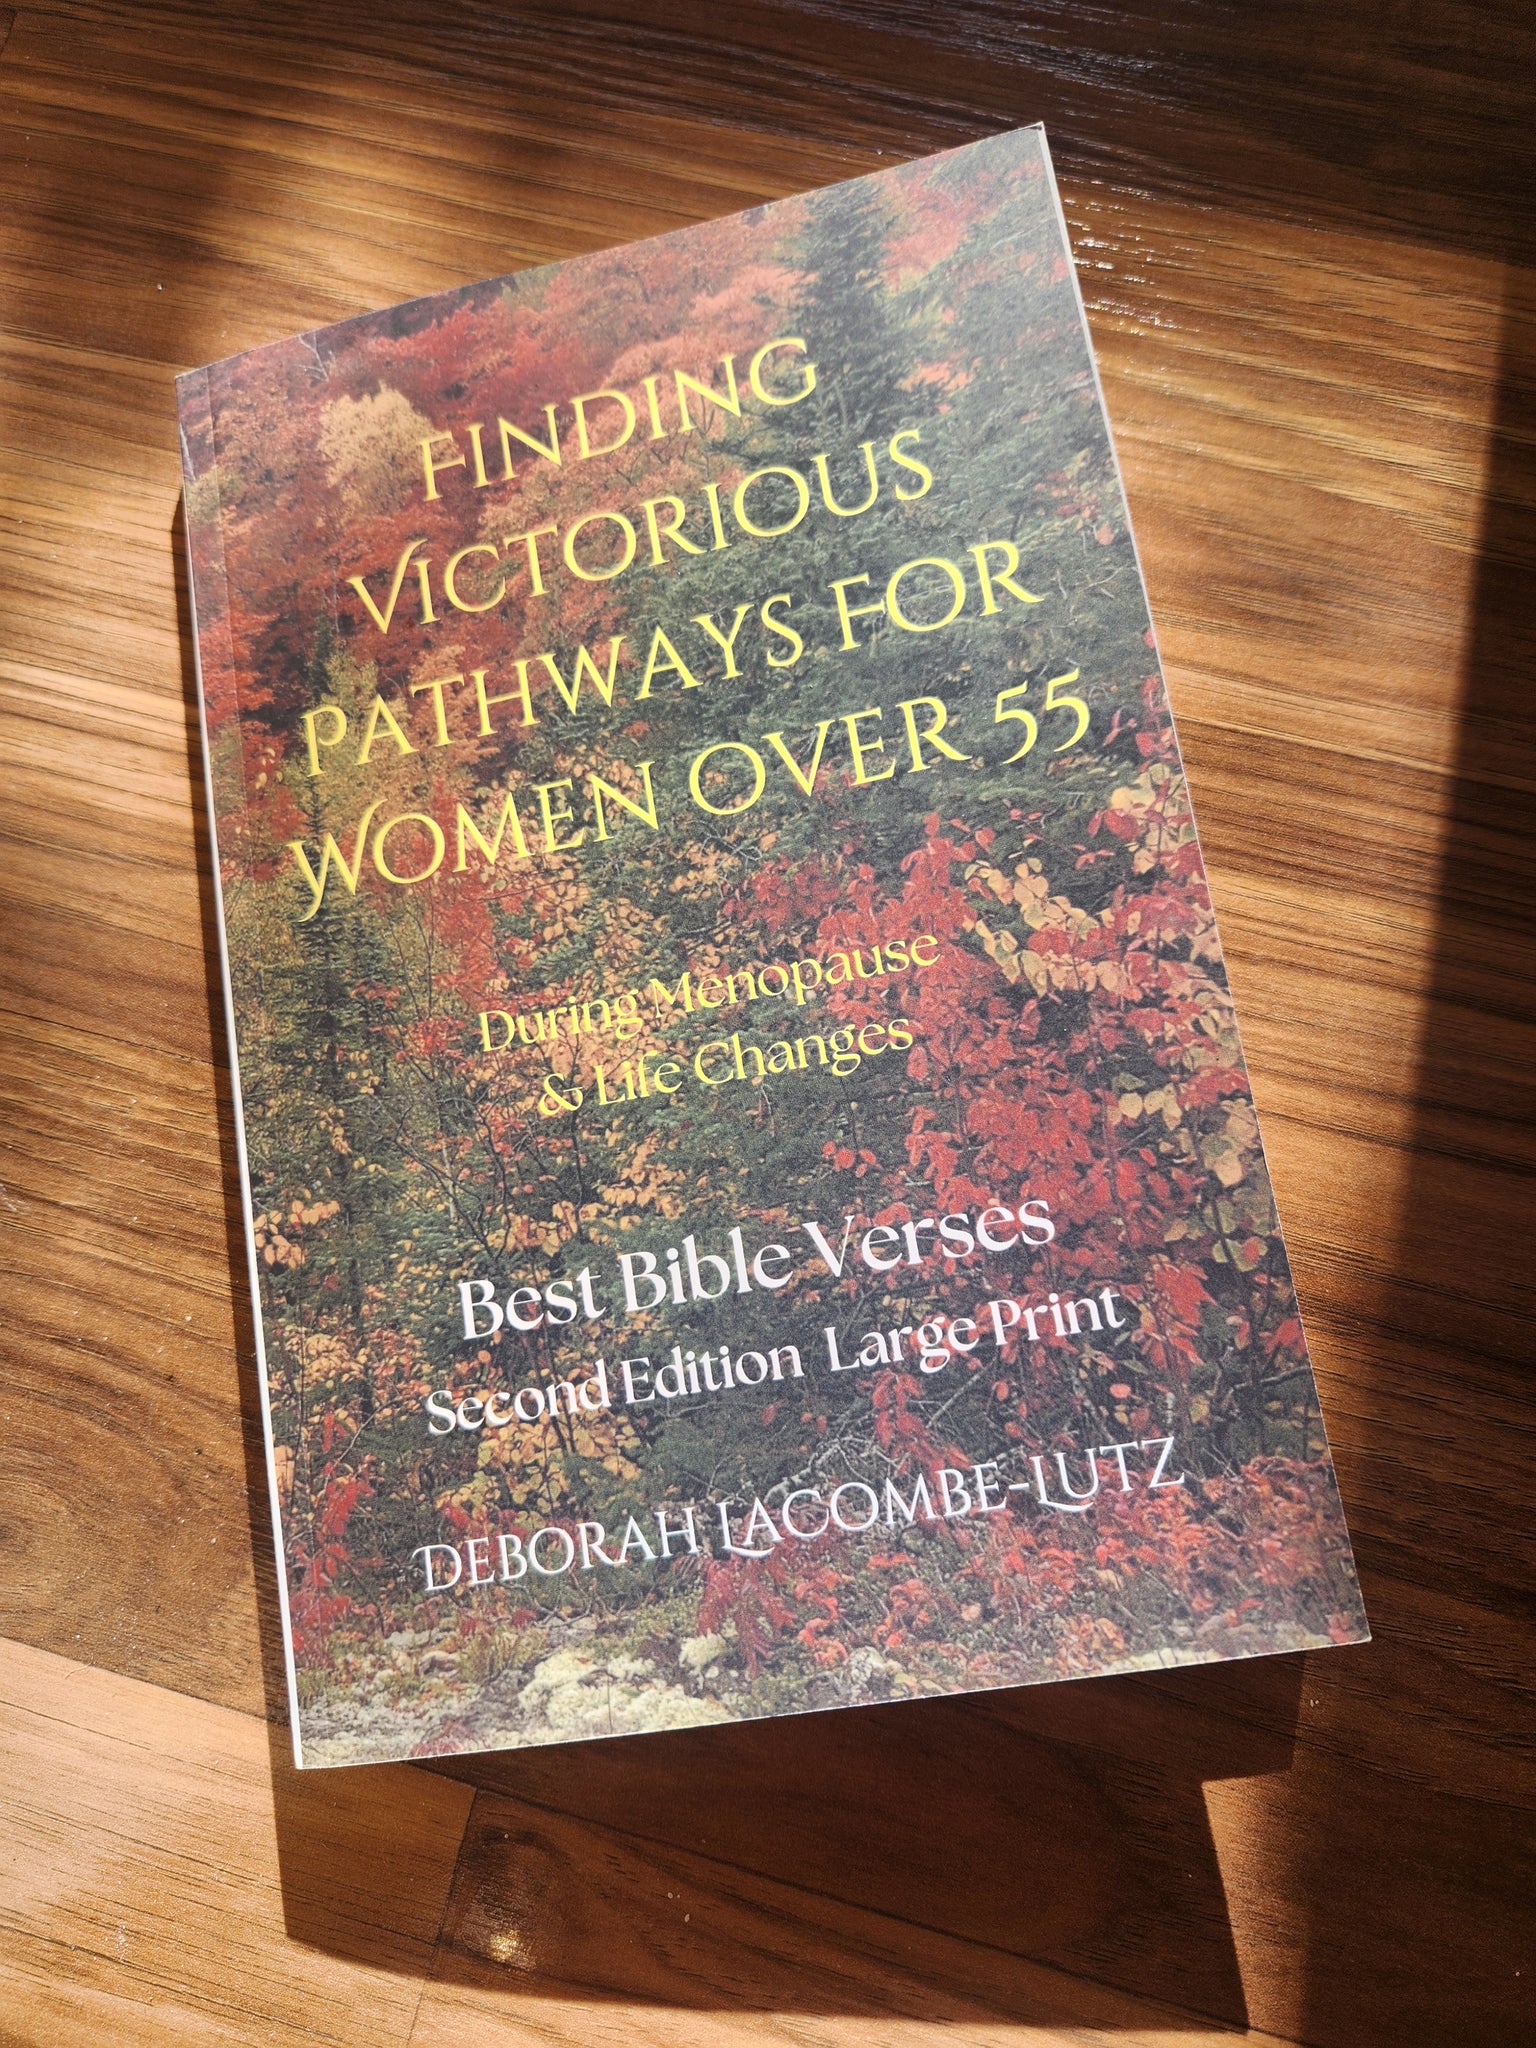 FINDING
VICTORIOUS
PATHWAYS FOR
WOMEN OVER 55
During Menopause
& Life Changes
Best Bible Verses
Second Edition Large Print
DEBORAH LACOMBE-LUTZ